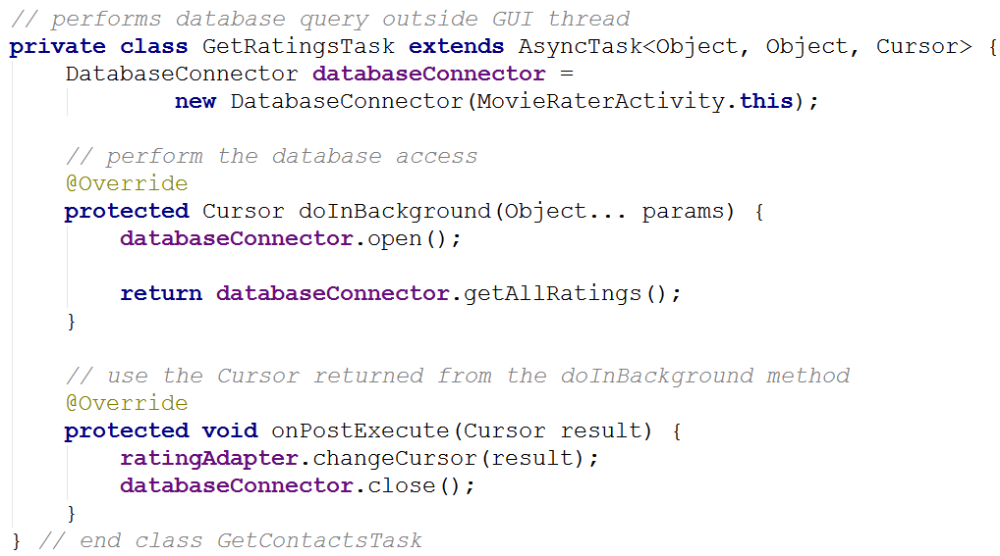 // performs database query outside GUI thread
private class GetRatingsTask extends AsyncTask<Object, Object, Cursor> {
    DatabaseConnector databaseConnector =
            new DatabaseConnector(MovieRaterActivity.this);

    // perform the database access
    @Override
    protected Cursor doInBackground(Object... params) {
        databaseConnector.open();

        return databaseConnector.getAllRatings();
    }

    // use the Cursor returned from the doInBackground method
    @Override
    protected void onPostExecute(Cursor result) {
        ratingAdapter.changeCursor(result);
        databaseConnector.close();
    }
} // end class GetContactsTask